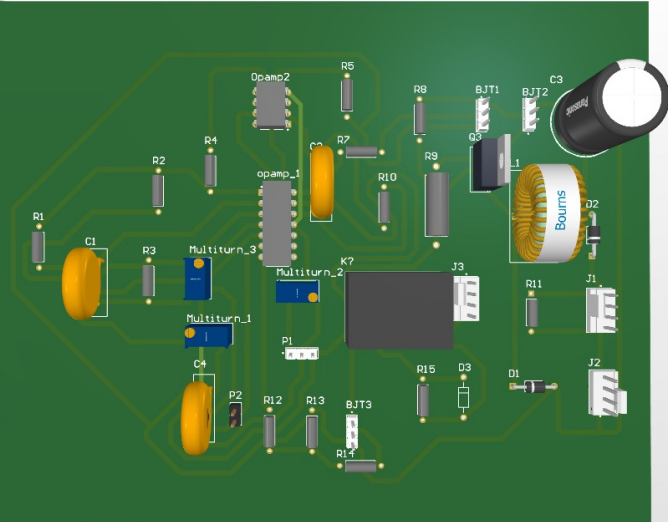 R5
Opamp2
C3
R8
BJT1
BJT2
Panasonic
Q3
R4
C2
R7
R2
R9
L1
opamp_1
R10
Bourns
D2
R1
C1
R3
Multiturn_3
K?
J3
Multiturn_2
J1
R11
Multiturn_1
P1
C4
R15
D3
D1
J2
P2
R12
R13
BJT3
R14